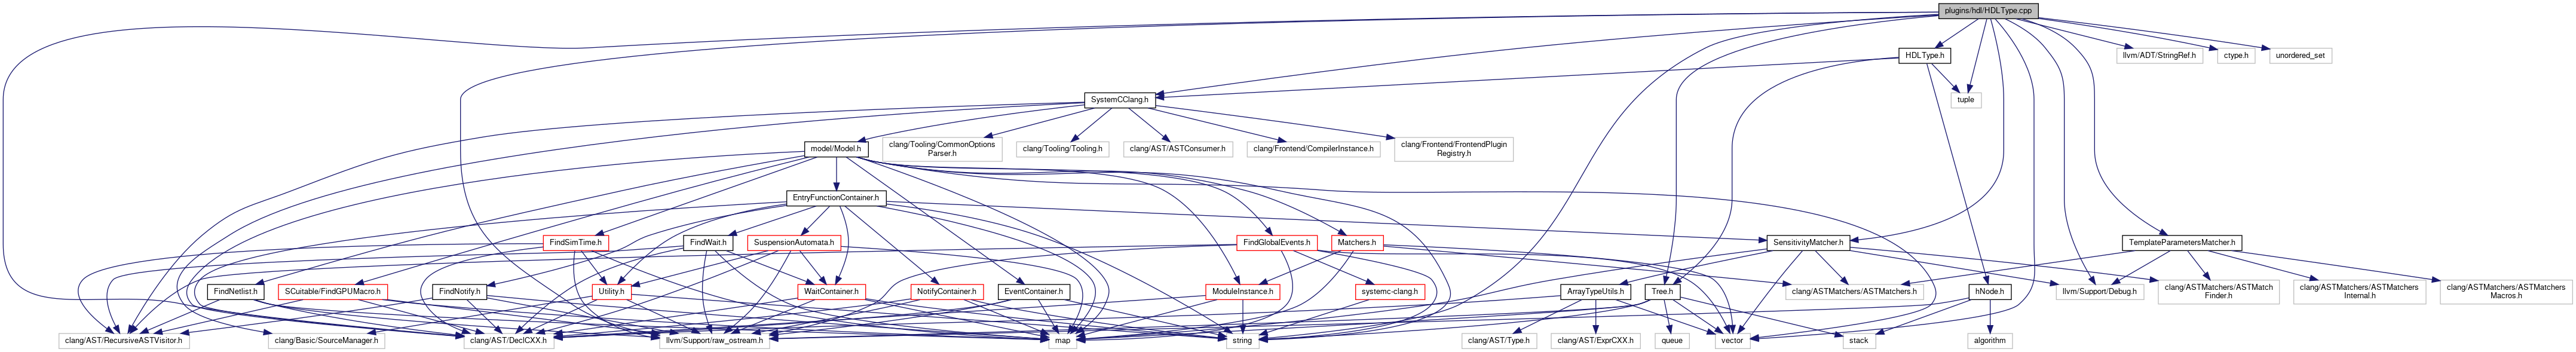 plugins/hdl/HDLType.cpp
HDLType.h
llvm/ADT/StringRef.h
ctype.h
unordered_set
SystemCClang.h
tuple
model/Model.h
clang/Tooling/CommonOptions
Parser.h
clang/Tooling/Tooling.h
clang/AST/ASTConsumer.h
clang/Frontend/CompilerInstance.h
clang/Frontend/FrontendPlugin
Registry.h
EntryFunctionContainer.h
FindSimTime.h
FindWait.h
SuspensionAutomata.h
FindGlobalEvents.h
Matchers.h
SensitivityMatcher.h
TemplateParametersMatcher.h
FindNetlist.h
SCuitable/FindGPUMacro.h
FindNotify.h
Utility.h
WaitContainer.h
NotifyContainer.h
EventContainer.h
ModuleInstance.h
systemc-clang.h
ArrayTypeUtils.h
Tree.h
clang/ASTMatchers/ASTMatchers.h
hNode.h
llvm/Support/Debug.h
clang/ASTMatchers/ASTMatch
Finder.h
clang/ASTMatchers/ASTMatchers
Internal.h
clang/ASTMatchers/ASTMatchers
Macros.h
clang/AST/RecursiveASTVisitor.h
clang/Basic/SourceManager.h
clang/AST/DeclCXX.h
llvm/Support/raw_ostream.h
map
string
clang/AST/Type.h
clang/AST/ExprCXX.h
queue
vector
stack
algorithm